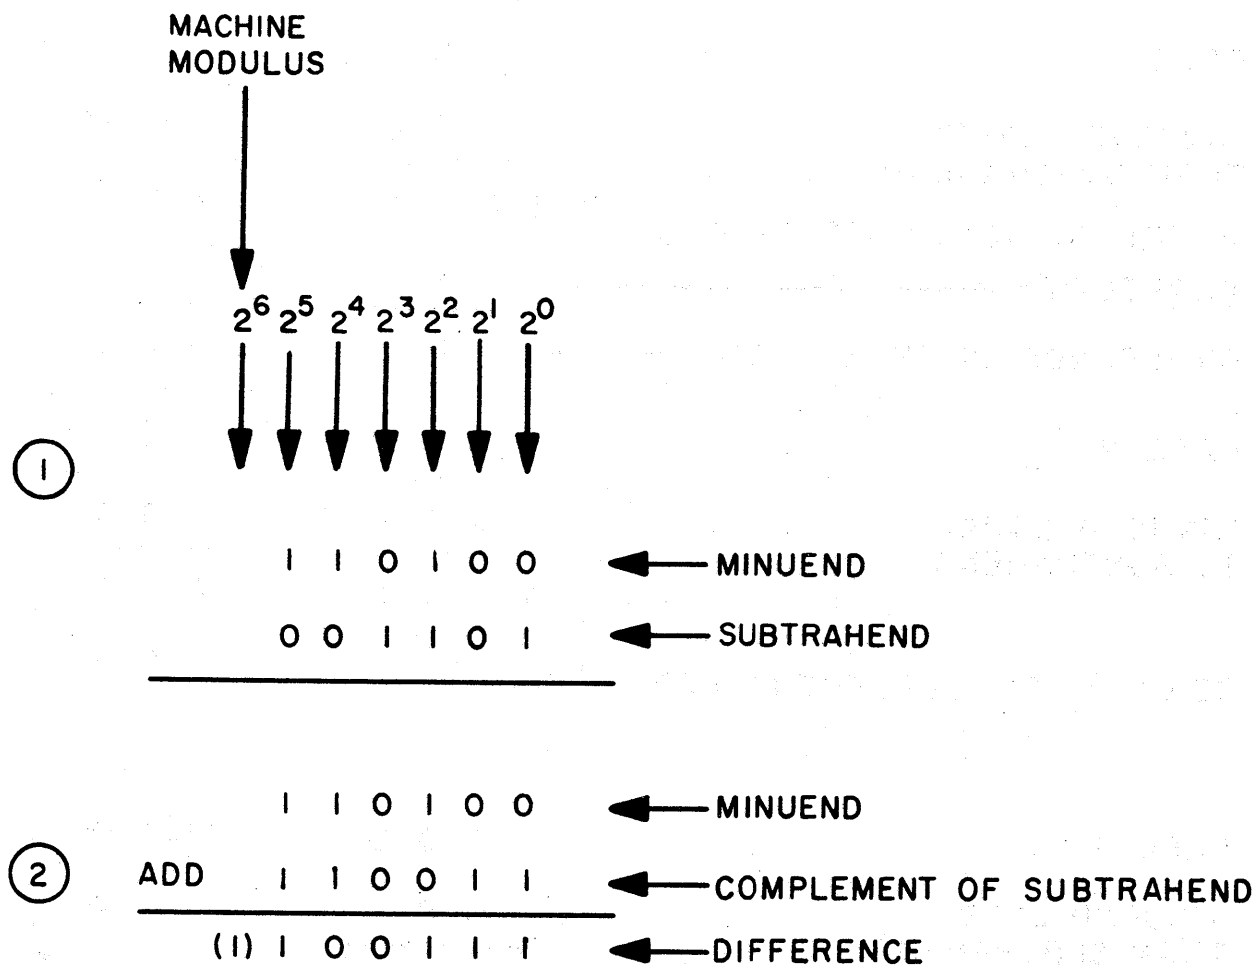 MACHINE
MODULUS
2⁶ 2⁵ 2⁴ 2³ 2² 2¹ 2⁰
1
1 1 0 1 0 0 MINUEND
0 0 1 1 0 1 SUBTRAHEND
1 1 0 1 0 0 MINUEND
2 ADD 1 1 0 0 1 1 COMPLEMENT OF SUBTRAHEND
(1) 1 0 0 1 1 1 DIFFERENCE